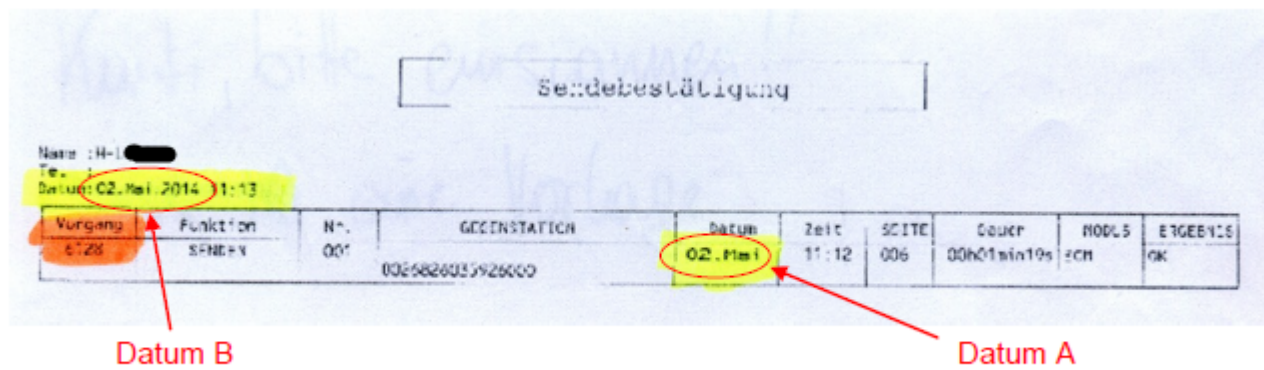 Sendebestätigung
Name :H-
Te. :
Datum:02.Mai.2014 11:13
Vorgang Funktion Nr. GEGENSTATION Datum Zeit SEITE Dauer MODUS ERGEBNIS
6128 SENDEN 001 02.Mai 11:12 006 00h01min19s ECM OK
Datum B Datum A